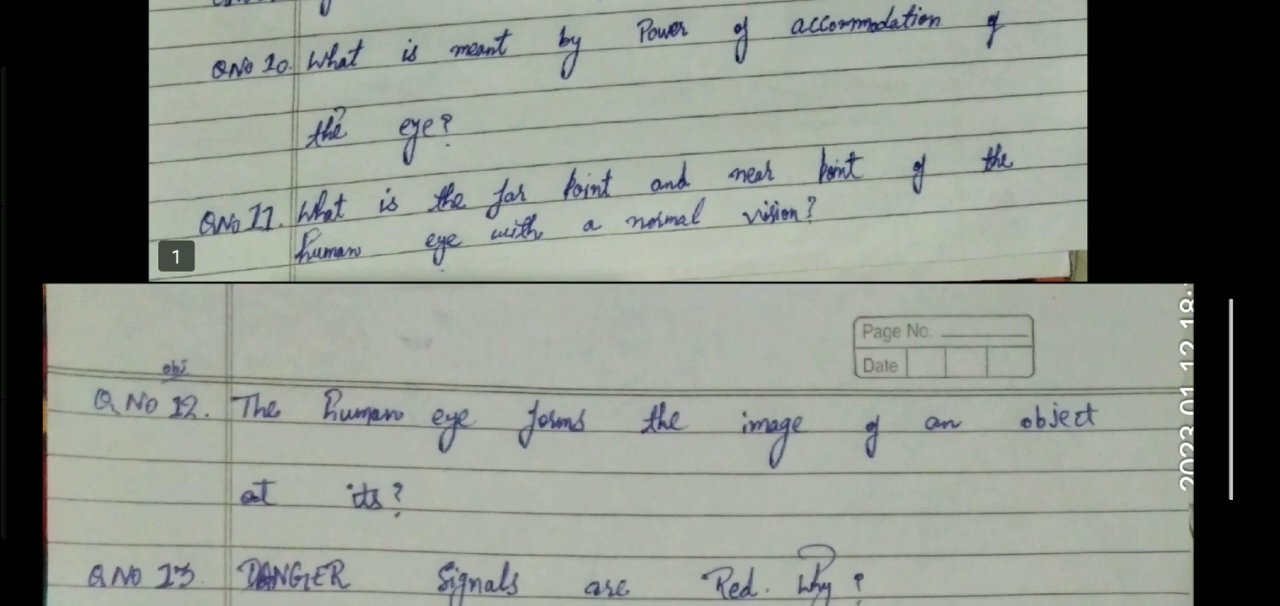 QNo 10. What is meant by Power of accommodation of
the eye?
QNo 11. What is the far point and near point of the
human eye with a normal vision?
1
Page No.
Date
obj
Q No 12. The human eye forms the image of an object
at its?
Q NO 13. DANGER Signals are Red. Why?
2023.01.12 18: